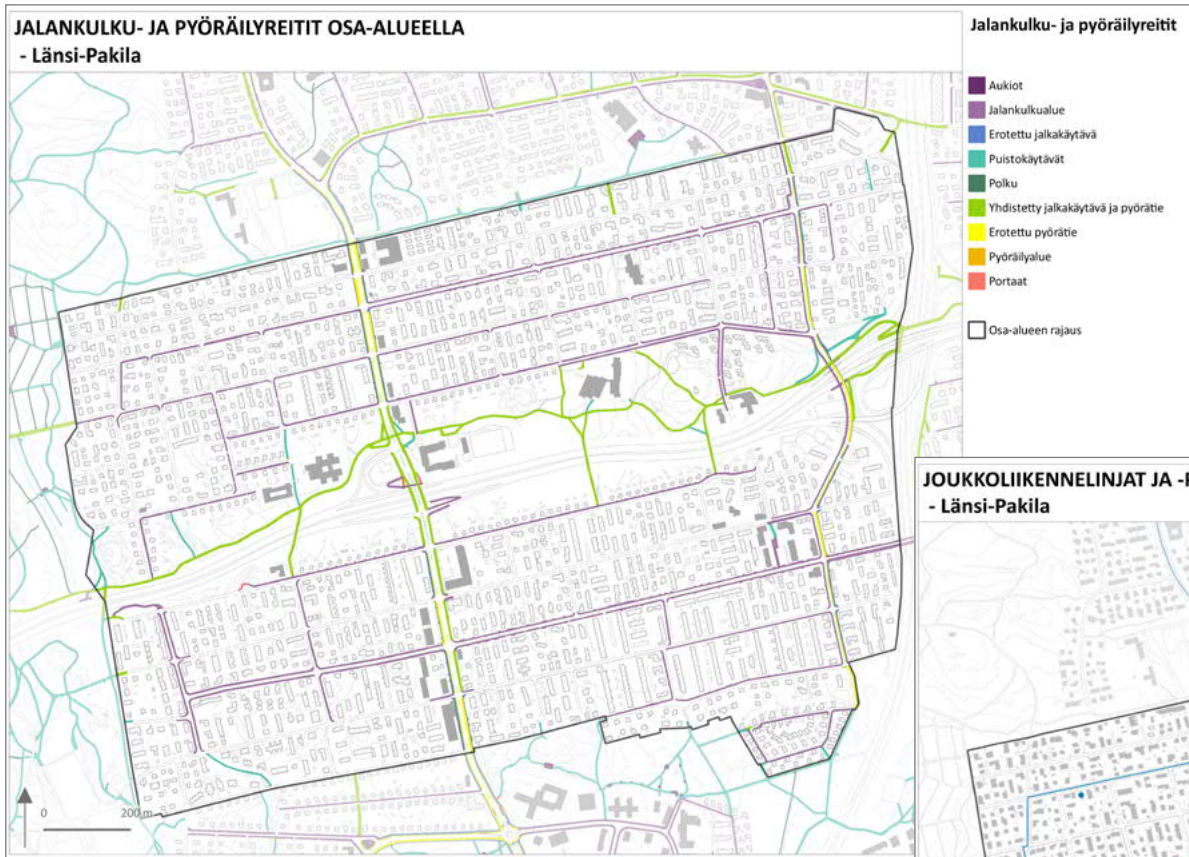 JALANKULKU- JA PYÖRÄILYREITIT OSA-ALUEELLA
- Länsi-Pakila
Jalankulku- ja pyöräilyreitit
Aukiot
Jalankulkualue
Erotettu jalkakäytävä
Puistokäytävät
Polku
Yhdistetty jalkakäytävä ja pyörätie
Erotettu pyörätie
Pyöräilyalue
Portaat
Osa-alueen rajaus
0 200 m
JOUKKOLIIKENNELINJAT JA -
- Länsi-Pakila